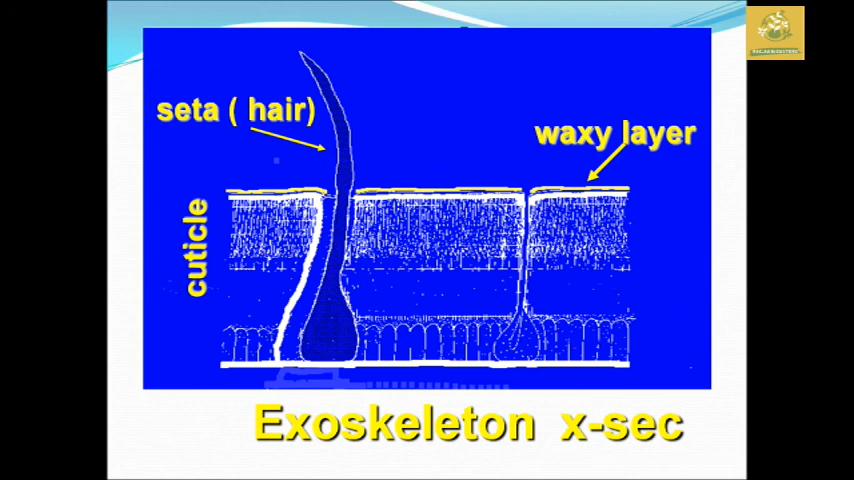 seta ( hair)
waxy layer
cuticle
Exoskeleton x-sec